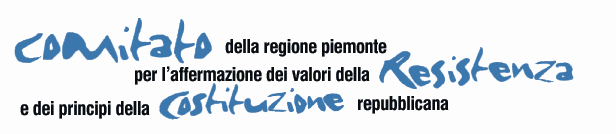 comitato della regione piemonte
per l'affermazione dei valori della Resistenza
e dei principi della Costituzione repubblicana